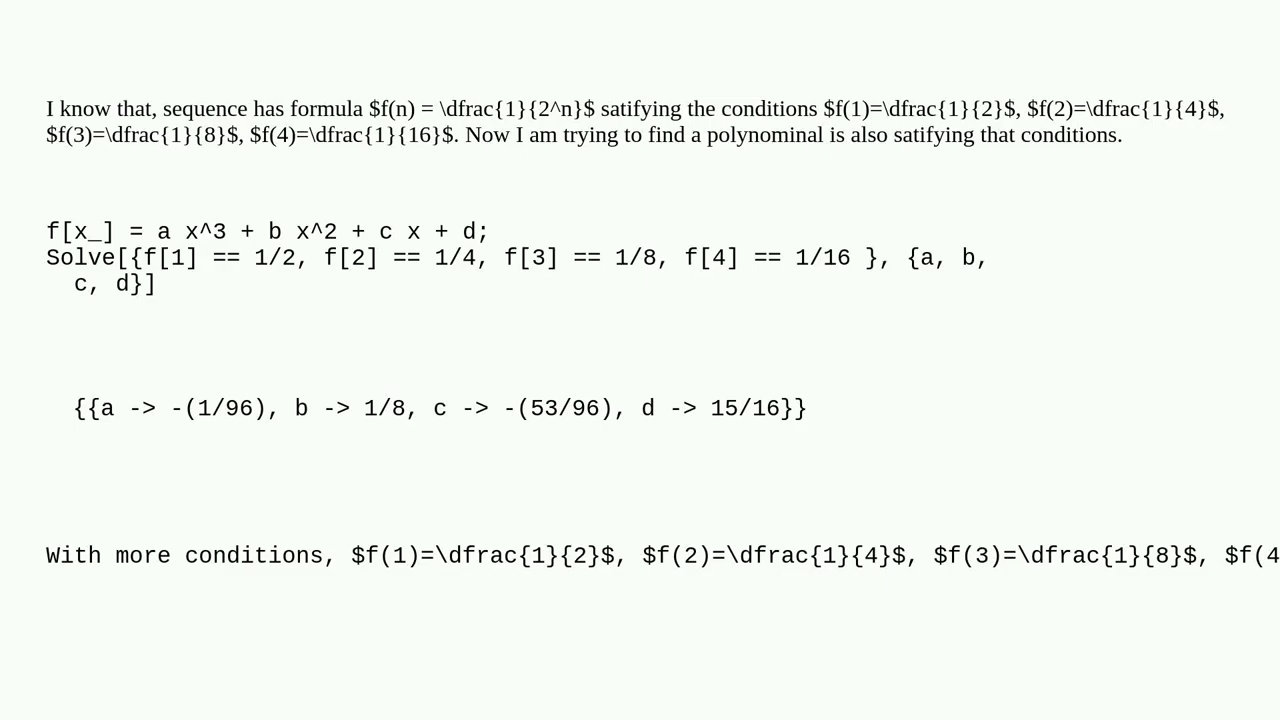 I know that, sequence has formula $f(n) = \dfrac{1}{2^n}$ satifying the conditions $f(1)=\dfrac{1}{2}$, $f(2)=\dfrac{1}{4}$,
$f(3)=\dfrac{1}{8}$, $f(4)=\dfrac{1}{16}$. Now I am trying to find a polynominal is also satifying that conditions.
f[x_] = a x^3 + b x^2 + c x + d;
Solve[{f[1] == 1/2, f[2] == 1/4, f[3] == 1/8, f[4] == 1/16 }, {a, b,
c, d}]
{{a -> -(1/96), b -> 1/8, c -> -(53/96), d -> 15/16}}
With more conditions, $f(1)=\dfrac{1}{2}$, $f(2)=\dfrac{1}{4}$, $f(3)=\dfrac{1}{8}$, $f(4